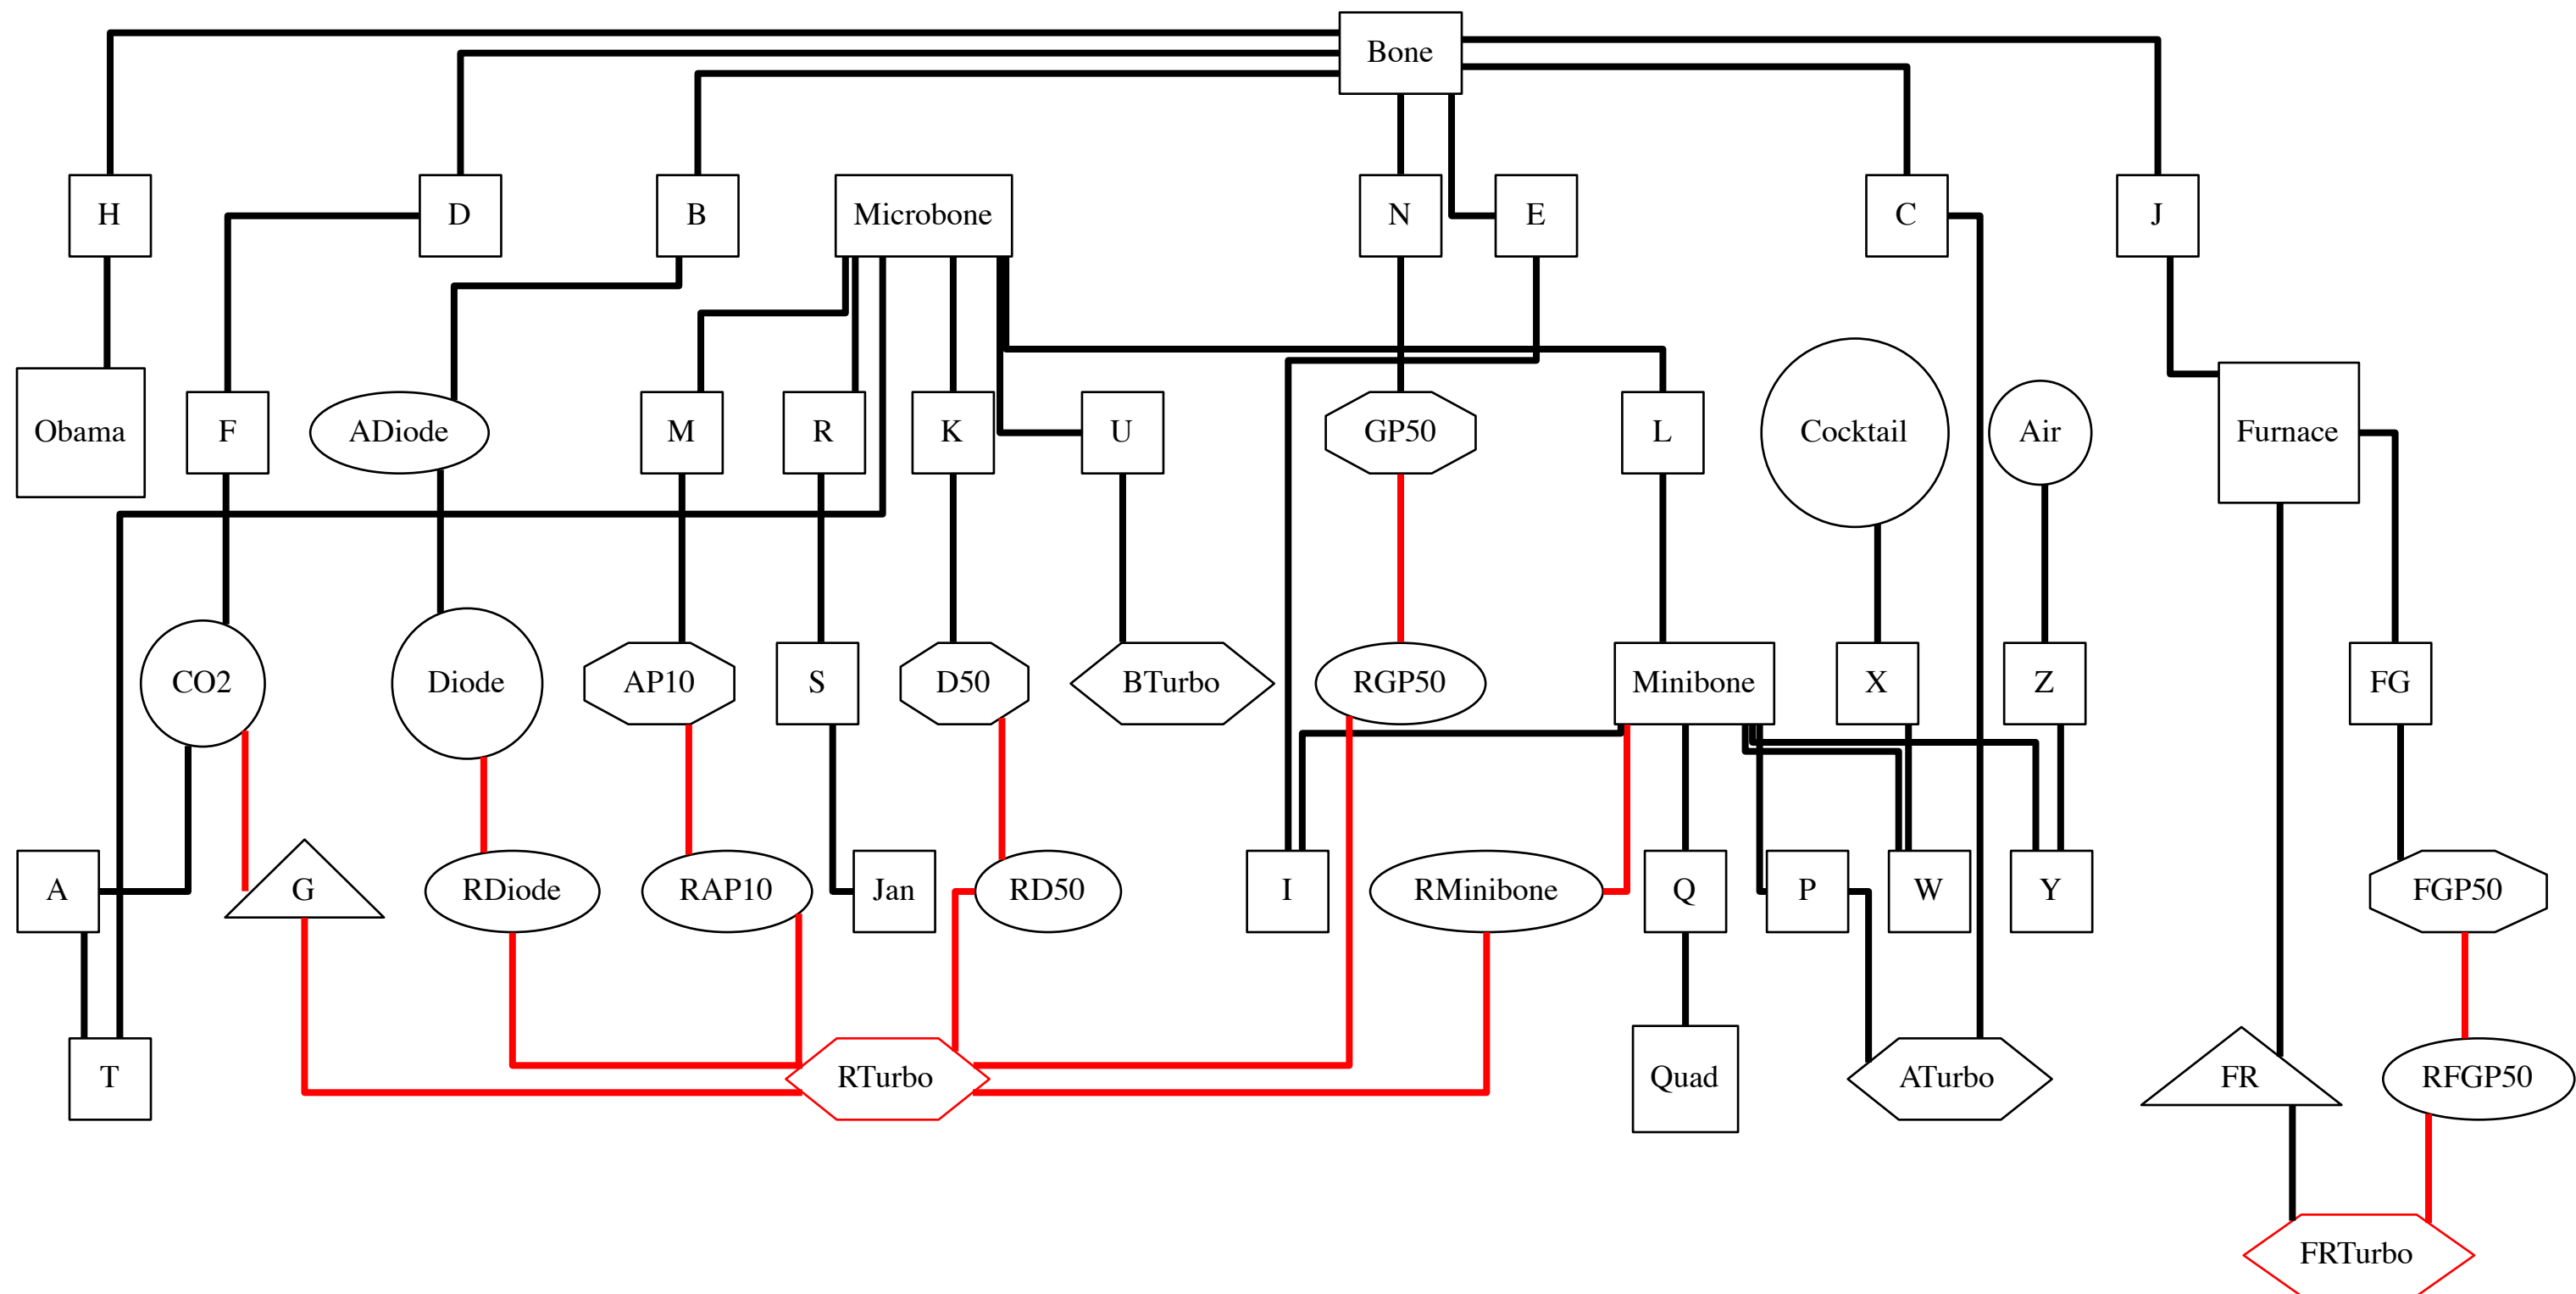 Bone
H
D
B
Microbone
N
E
C
J
Obama
F
ADiode
M
R
K
U
GP50
L
Cocktail
Air
Furnace
CO2
Diode
AP10
S
D50
BTurbo
RGP50
Minibone
X
Z
FG
A
G
RDiode
RAP10
Jan
RD50
I
RMinibone
Q
P
W
Y
FGP50
T
RTurbo
Quad
ATurbo
FR
RFGP50
FRTurbo